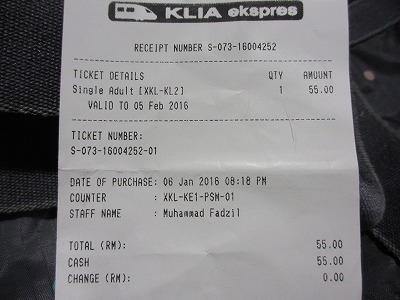 KLIA ekspres
RECEIPT NUMBER S-073-16004252
TICKET DETAILS QTY AMOUNT
Single Adult [XKL-KL2] 1 55.00
VALID TO 05 Feb 2016
TICKET NUMBER:
S-073-16004252-01
DATE OF PURCHASE: 06 Jan 2016 08:18 PM
COUNTER : XKL-KE1-PSM-01
STAFF NAME : Muhammad Fadzil
TOTAL (RM): 55.00
CASH 55.00
CHANGE (RM): 0.00